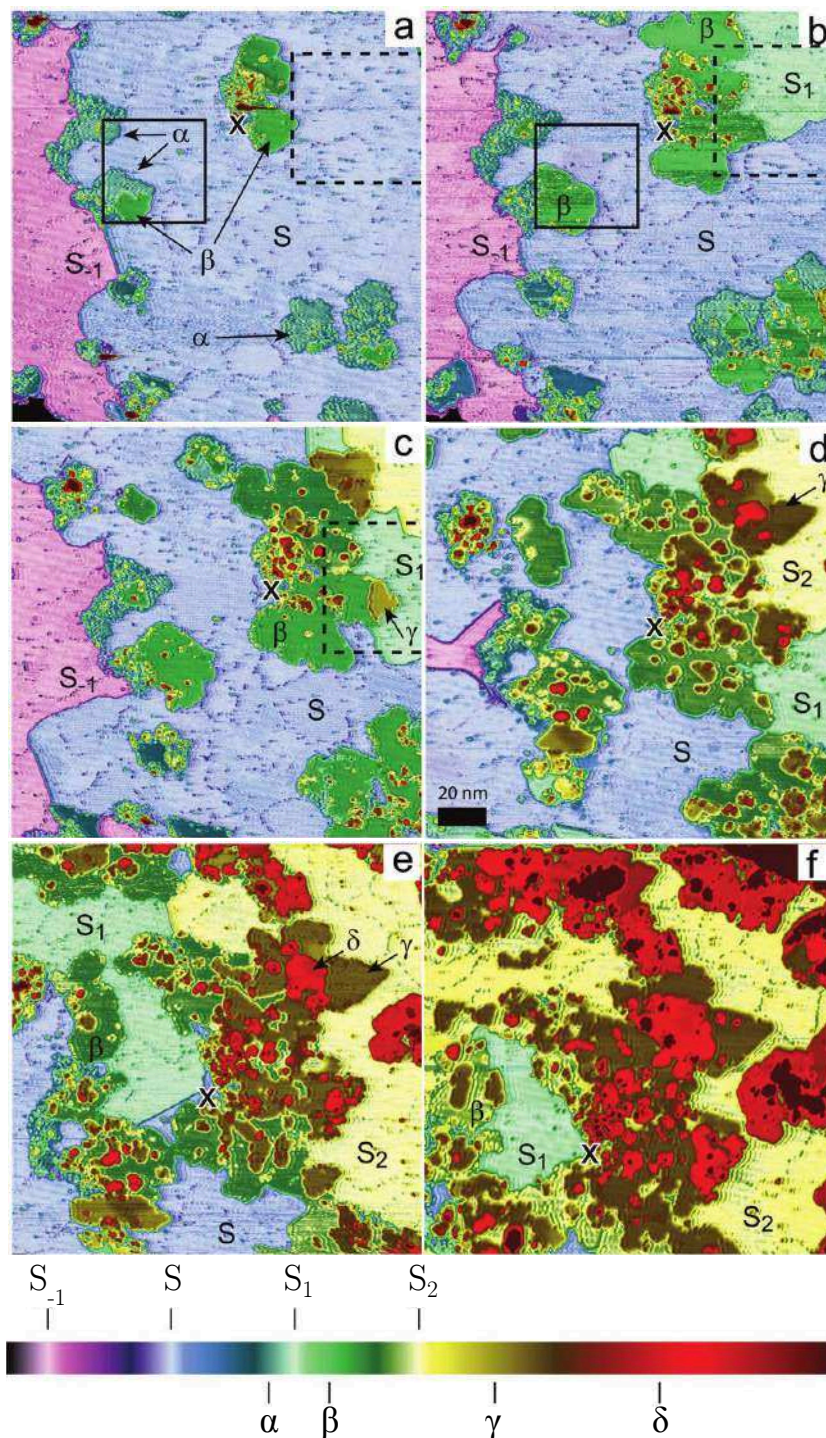 a
α
X
S₋₁
β
S
α
b
β
S₁
X
β
S₋₁
S
c
S₁
X
β
γ
S₋₁
S
d
γ
S₂
X
S₁
S
20 nm
e
S₁
δ
γ
β
X
S₂
S
f
β
S₁
X
S₂
S₋₁ S S₁ S₂
α β γ δ